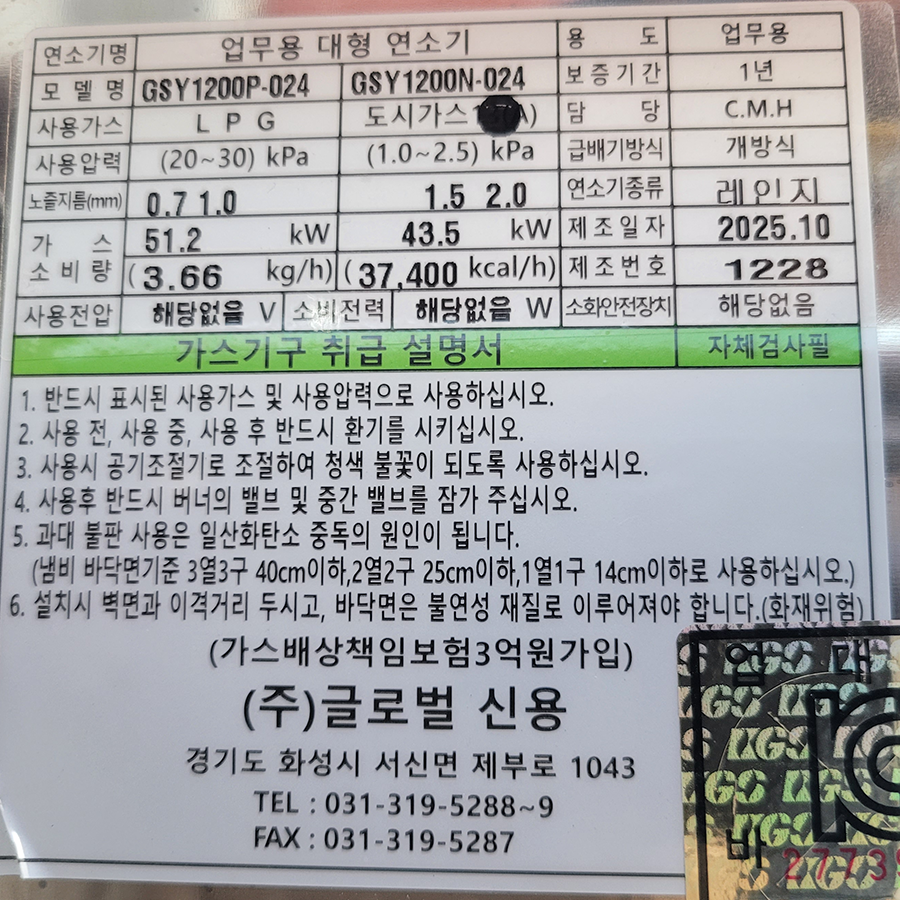 연소기명 업무용 대형 연소기 용 도 업무용
모 델 명 GSY1200P-024 GSY1200N-024 보 증 기 간 1년
사용가스 L P G 도시가스 담 당 C.M.H
사용압력 (20~30) kPa (1.0~2.5) kPa 급배기방식 개방식
노즐지름(mm) 0.7 1.0 1.5 2.0 연소기종류 레인지
가 스 51.2 kW 43.5 kW 제 조 일 자 2025.10
소 비 량 (3.66 kg/h) (37,400 kcal/h) 제 조 번 호 1228
사용전압 해당없음 V 소비전력 해당없음 W 소화안전장치 해당없음
가스기구 취급 설명서 자체검사필
1. 반드시 표시된 사용가스 및 사용압력으로 사용하십시오.
2. 사용 전, 사용 중, 사용 후 반드시 환기를 시키십시오.
3. 사용시 공기조절기로 조절하여 청색 불꽃이 되도록 사용하십시오.
4. 사용후 반드시 버너의 밸브 및 중간 밸브를 잠가 주십시오.
5. 과대 불판 사용은 일산화탄소 중독의 원인이 됩니다.
(냄비 바닥면기준 3열3구 40cm이하,2열2구 25cm이하,1열1구 14cm이하로 사용하십시오.)
6. 설치시 벽면과 이격거리 두시고, 바닥면은 불연성 재질로 이루어져야 합니다.(화재위험)
(가스배상책임보험3억원가입)
(주)글로벌 신용
경기도 화성시 서신면 제부로 1043
TEL : 031-319-5288~9
FAX : 031-319-5287
업 대
KGS KGS KGS
바 27739